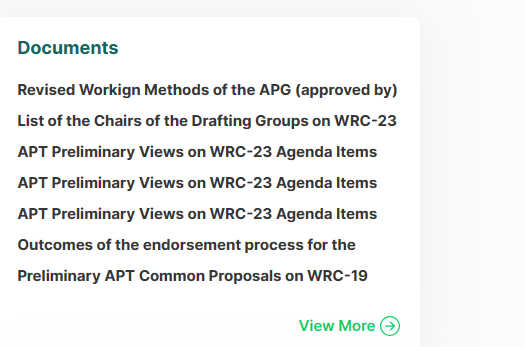 Documents
Revised Workign Methods of the APG (approved by)
List of the Chairs of the Drafting Groups on WRC-23
APT Preliminary Views on WRC-23 Agenda Items
APT Preliminary Views on WRC-23 Agenda Items
APT Preliminary Views on WRC-23 Agenda Items
Outcomes of the endorsement process for the
Preliminary APT Common Proposals on WRC-19
View More